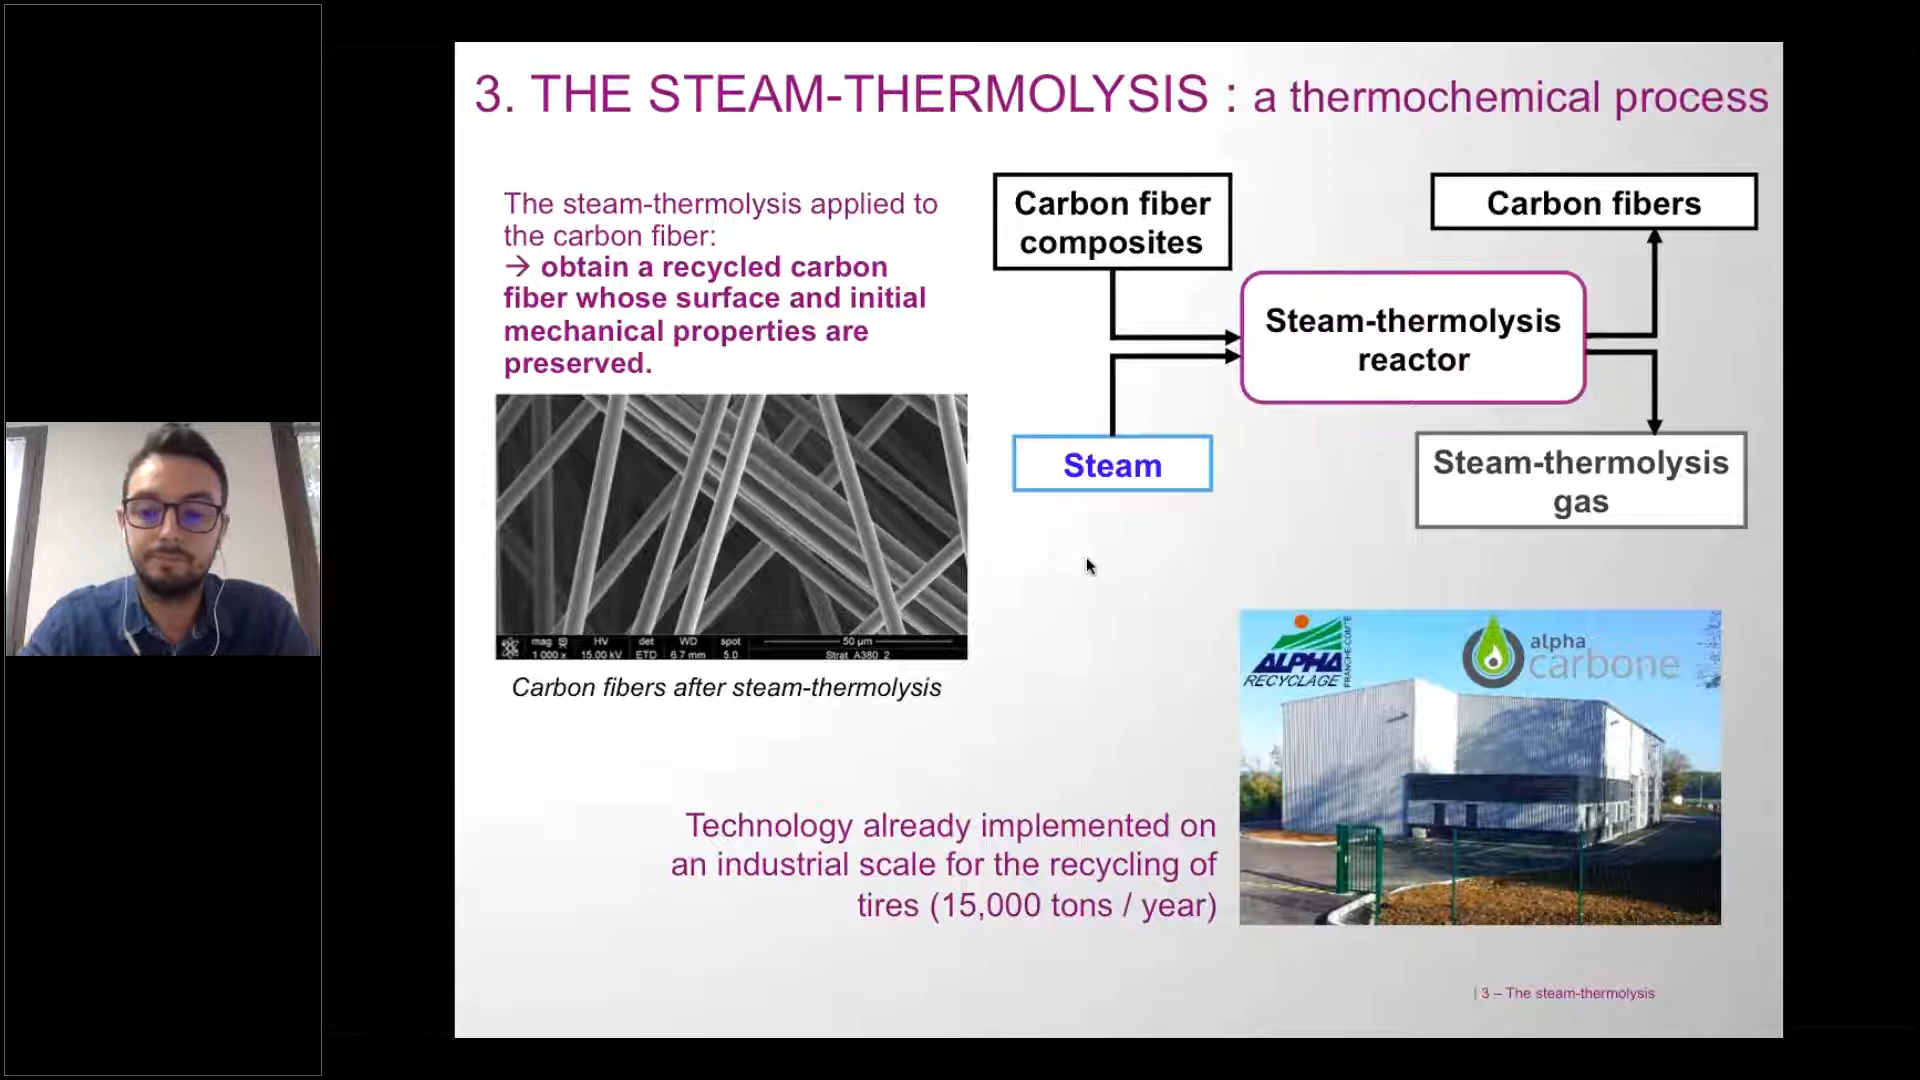 3. THE STEAM-THERMOLYSIS : a thermochemical process
The steam-thermolysis applied to
the carbon fiber:
→ obtain a recycled carbon
fiber whose surface and initial
mechanical properties are
preserved.
Carbon fiber
composites
Carbon fibers
Steam-thermolysis
reactor
Steam
Steam-thermolysis
gas
mag HV det WD spot 50 µm
1 000 x 15.00 kV ETD 6.7 mm 5.0 Strat_A380_2
Carbon fibers after steam-thermolysis
ALPHA
RECYCLAGE
FRANCHE-COMTE
alpha
carbone
Technology already implemented on
an industrial scale for the recycling of
tires (15,000 tons / year)
| 3 – The steam-thermolysis